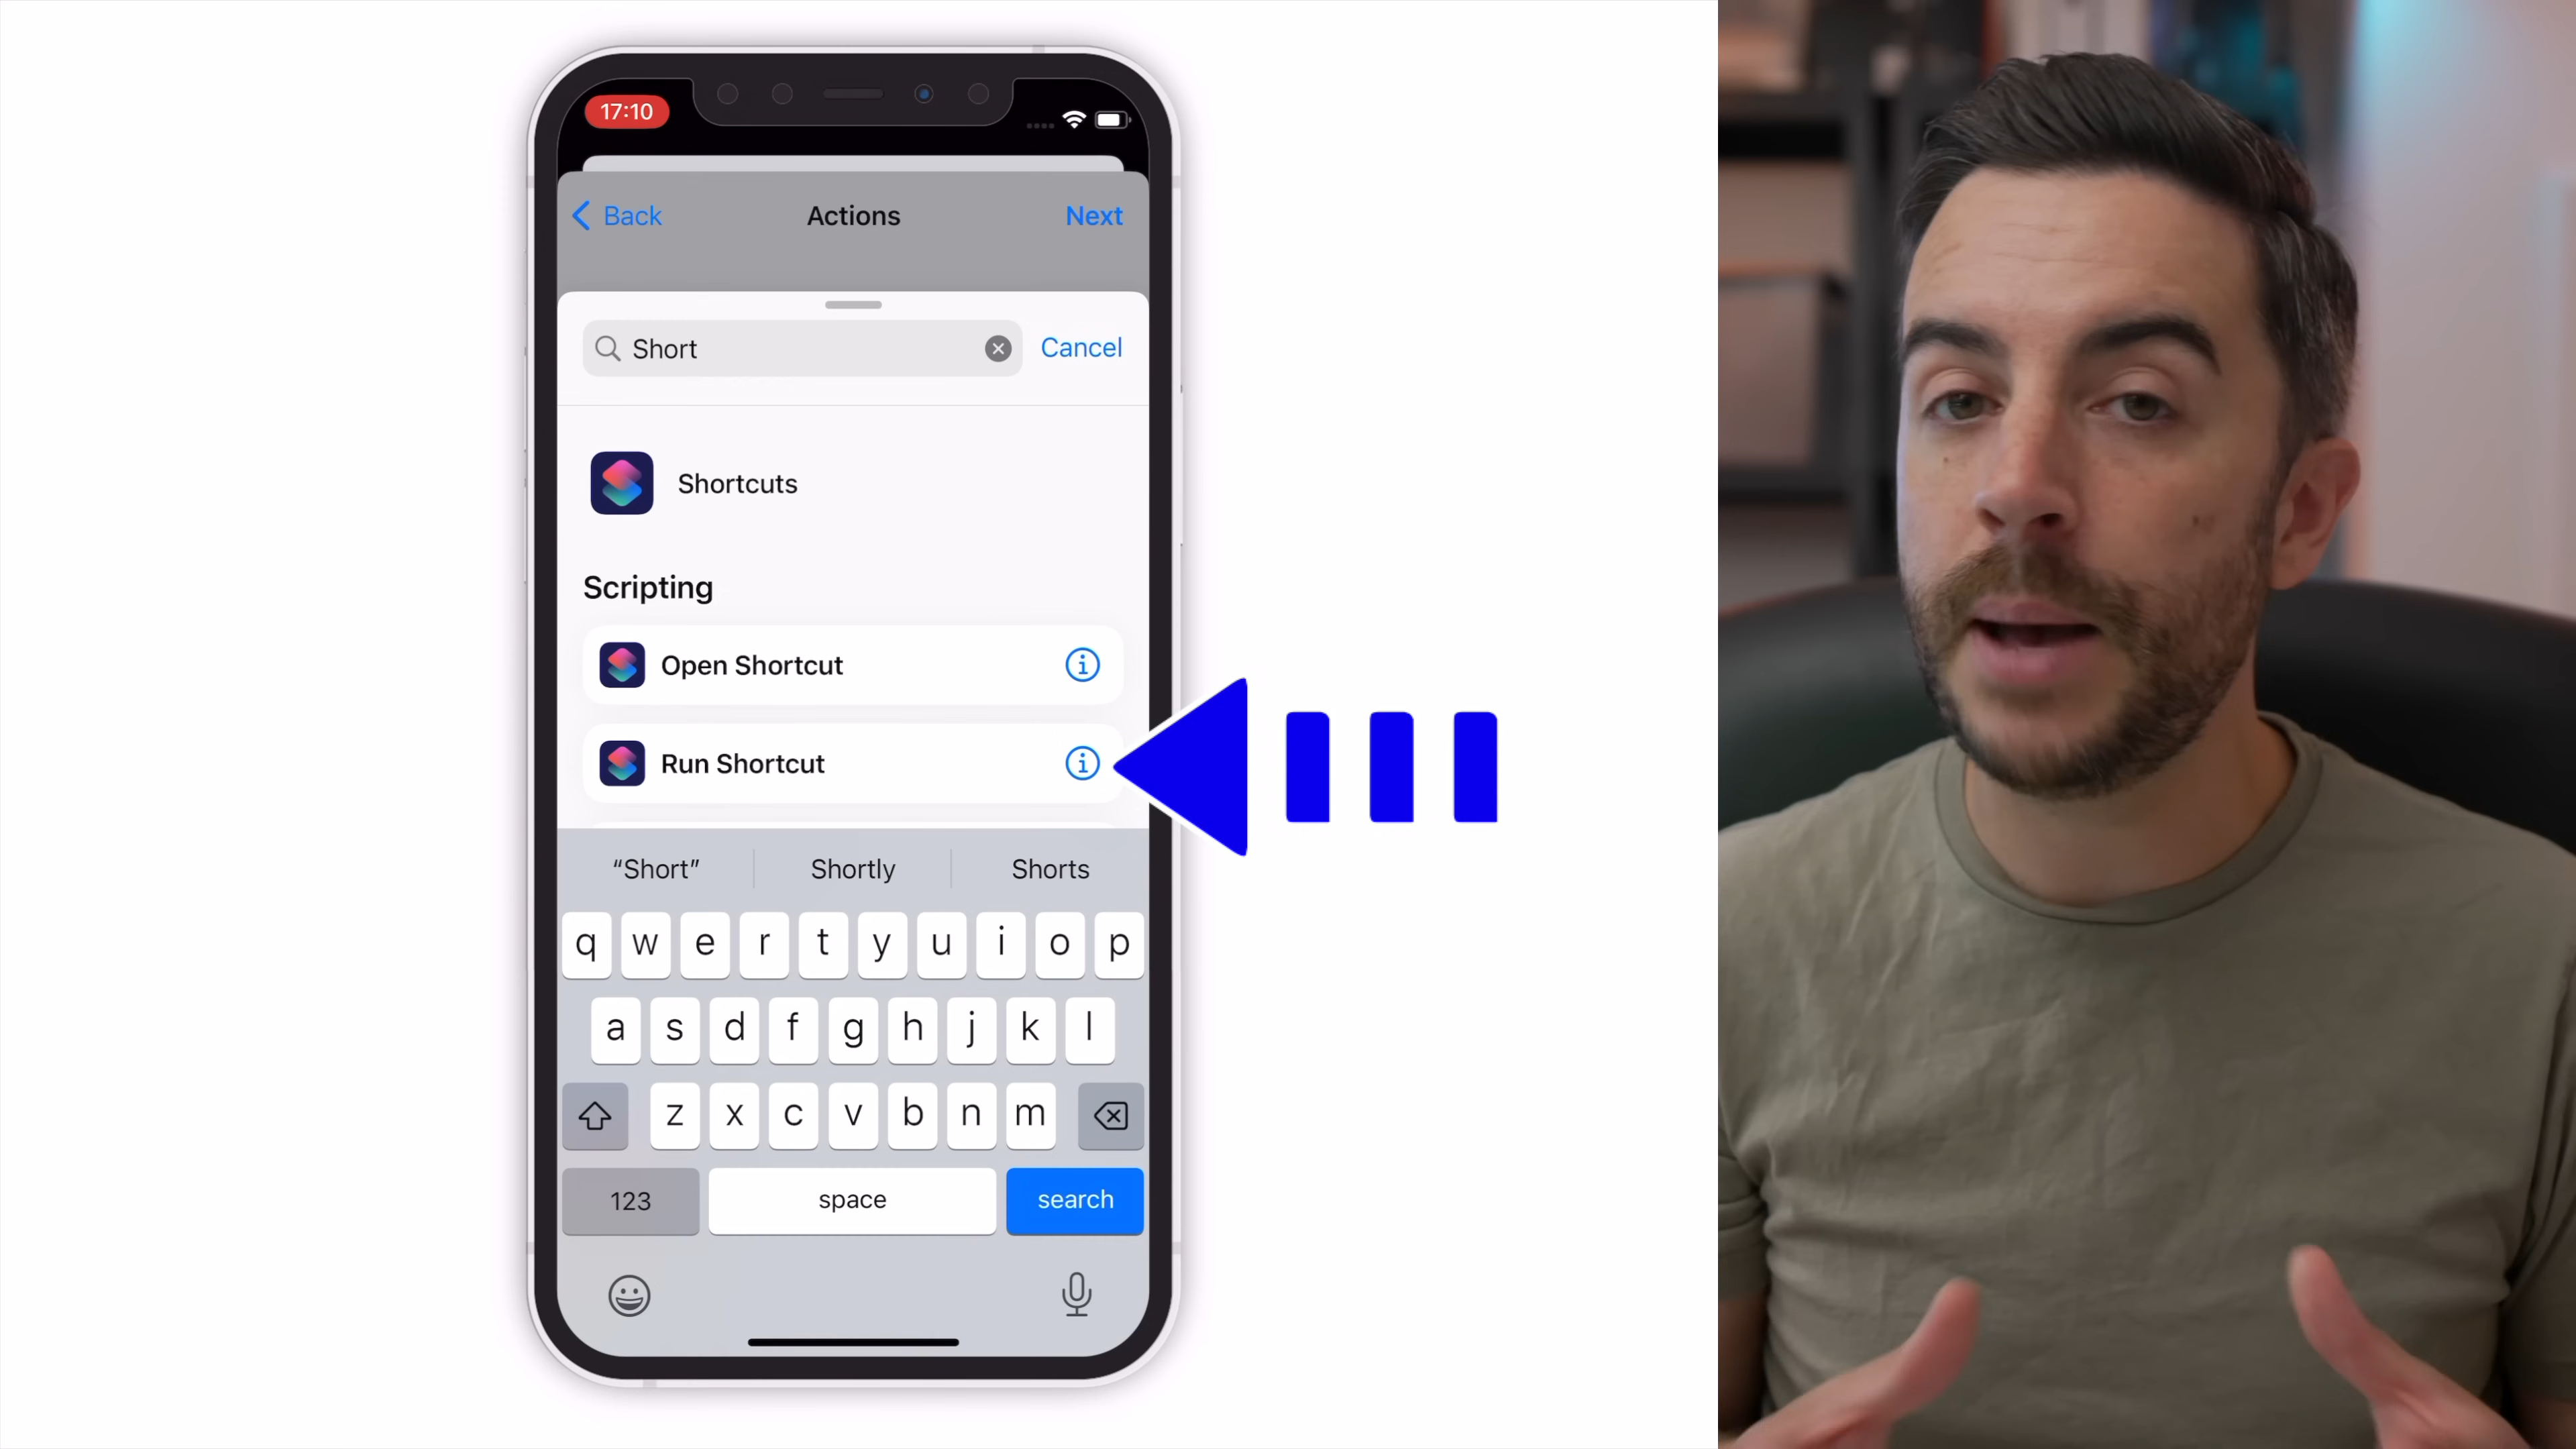 17:10
Back
Actions
Next
Short
Cancel
Shortcuts
Scripting
Open Shortcut
Run Shortcut
“Short” Shortly Shorts
q w e r t y u i o p
a s d f g h j k l
z x c v b n m
123 space search